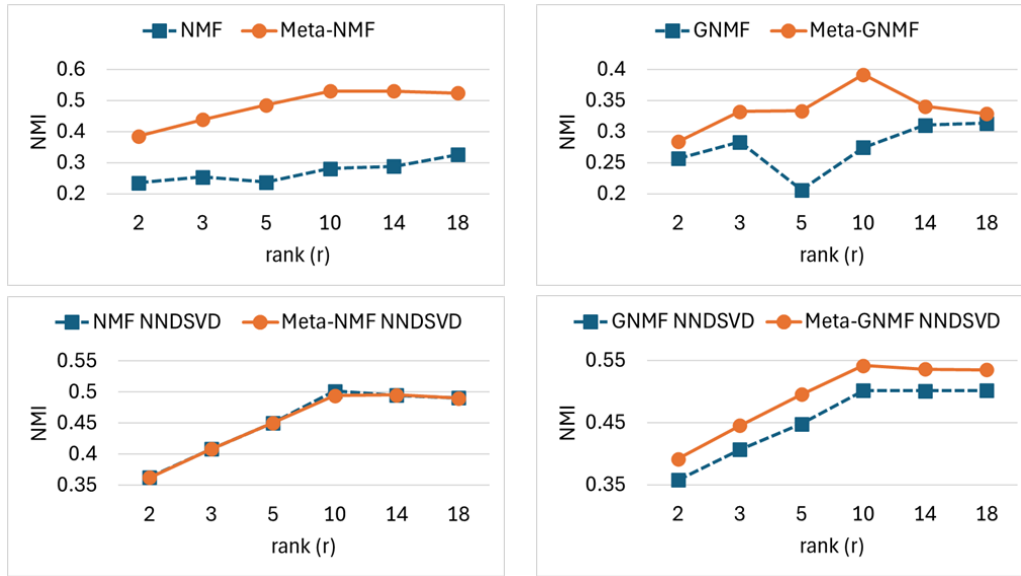 NMF Meta-NMF
0.6
0.5
0.4
0.3
0.2
NMI
2 3 5 10 14 18
rank (r)
GNMF Meta-GNMF
0.4
0.35
0.3
0.25
0.2
NMI
2 3 5 10 14 18
rank (r)
NMF NNDSVD Meta-NMF NNDSVD
0.55
0.5
0.45
0.4
0.35
NMI
2 3 5 10 14 18
rank (r)
GNMF NNDSVD Meta-GNMF NNDSVD
0.55
0.45
0.35
NMI
2 3 5 10 14 18
rank (r)